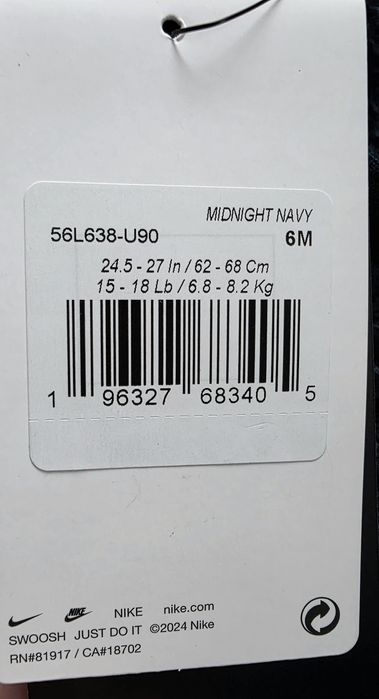 MIDNIGHT NAVY
56L638-U90 6M
24.5 - 27 In / 62 - 68 Cm
15 - 18 Lb / 6.8 - 8.2 Kg
1 96327 68340 5
NIKE NIKE nike.com
SWOOSH JUST DO IT ©2024 Nike
RN#81917 / CA#18702